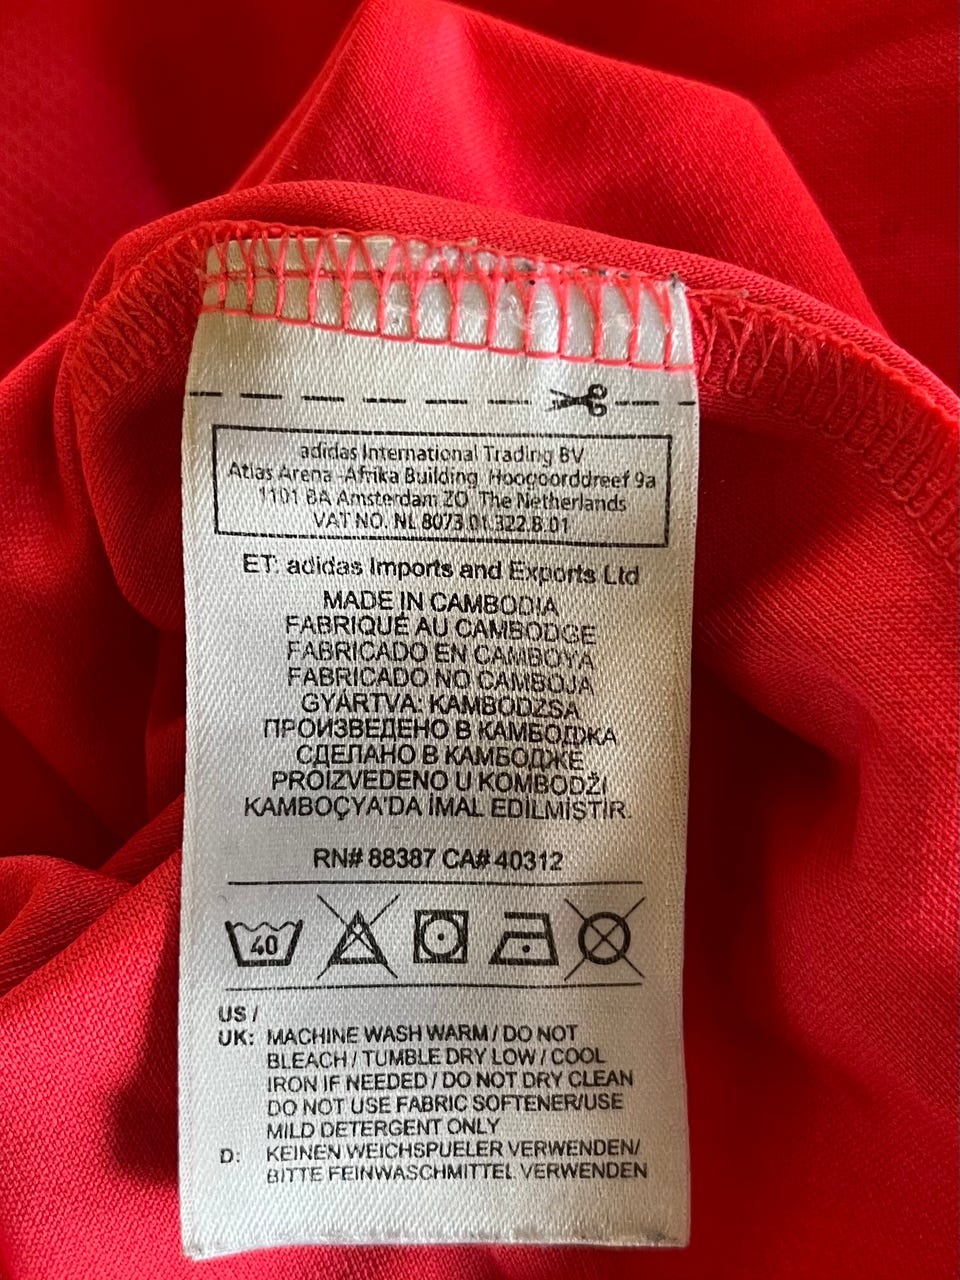 adidas International Trading BV
Atlas Arena -Afrika Building Hoogoorddreef 9a
1101 BA Amsterdam ZO The Netherlands
VAT NO. NL 8073.01.322.B.01
ET: adidas Imports and Exports Ltd
MADE IN CAMBODIA
FABRIQUÉ AU CAMBODGE
FABRICADO EN CAMBOYA
FABRICADO NO CAMBOJA
GYÁRTVA: KAMBODZSA
ПРОИЗВЕДЕНО В КАМБОДЖА
СДЕЛАНО В КАМБОДЖЕ
PROIZVEDENO U KOMBODŽI
KAMBOÇYA'DA İMAL EDILMISTIR.
RN# 88387 CA# 40312
40
US /
UK: MACHINE WASH WARM / DO NOT
BLEACH / TUMBLE DRY LOW / COOL
IRON IF NEEDED / DO NOT DRY CLEAN
DO NOT USE FABRIC SOFTENER/USE
MILD DETERGENT ONLY
D: KEINEN WEICHSPUELER VERWENDEN/
BITTE FEINWASCHMITTEL VERWENDEN